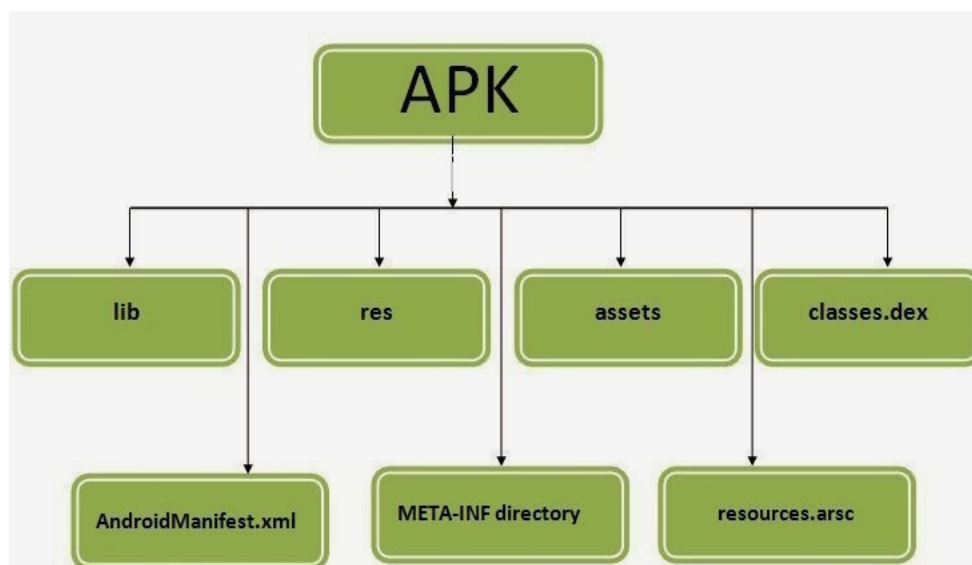 APK
lib
res
assets
classes.dex
AndroidManifest.xml
META-INF directory
resources.arsc